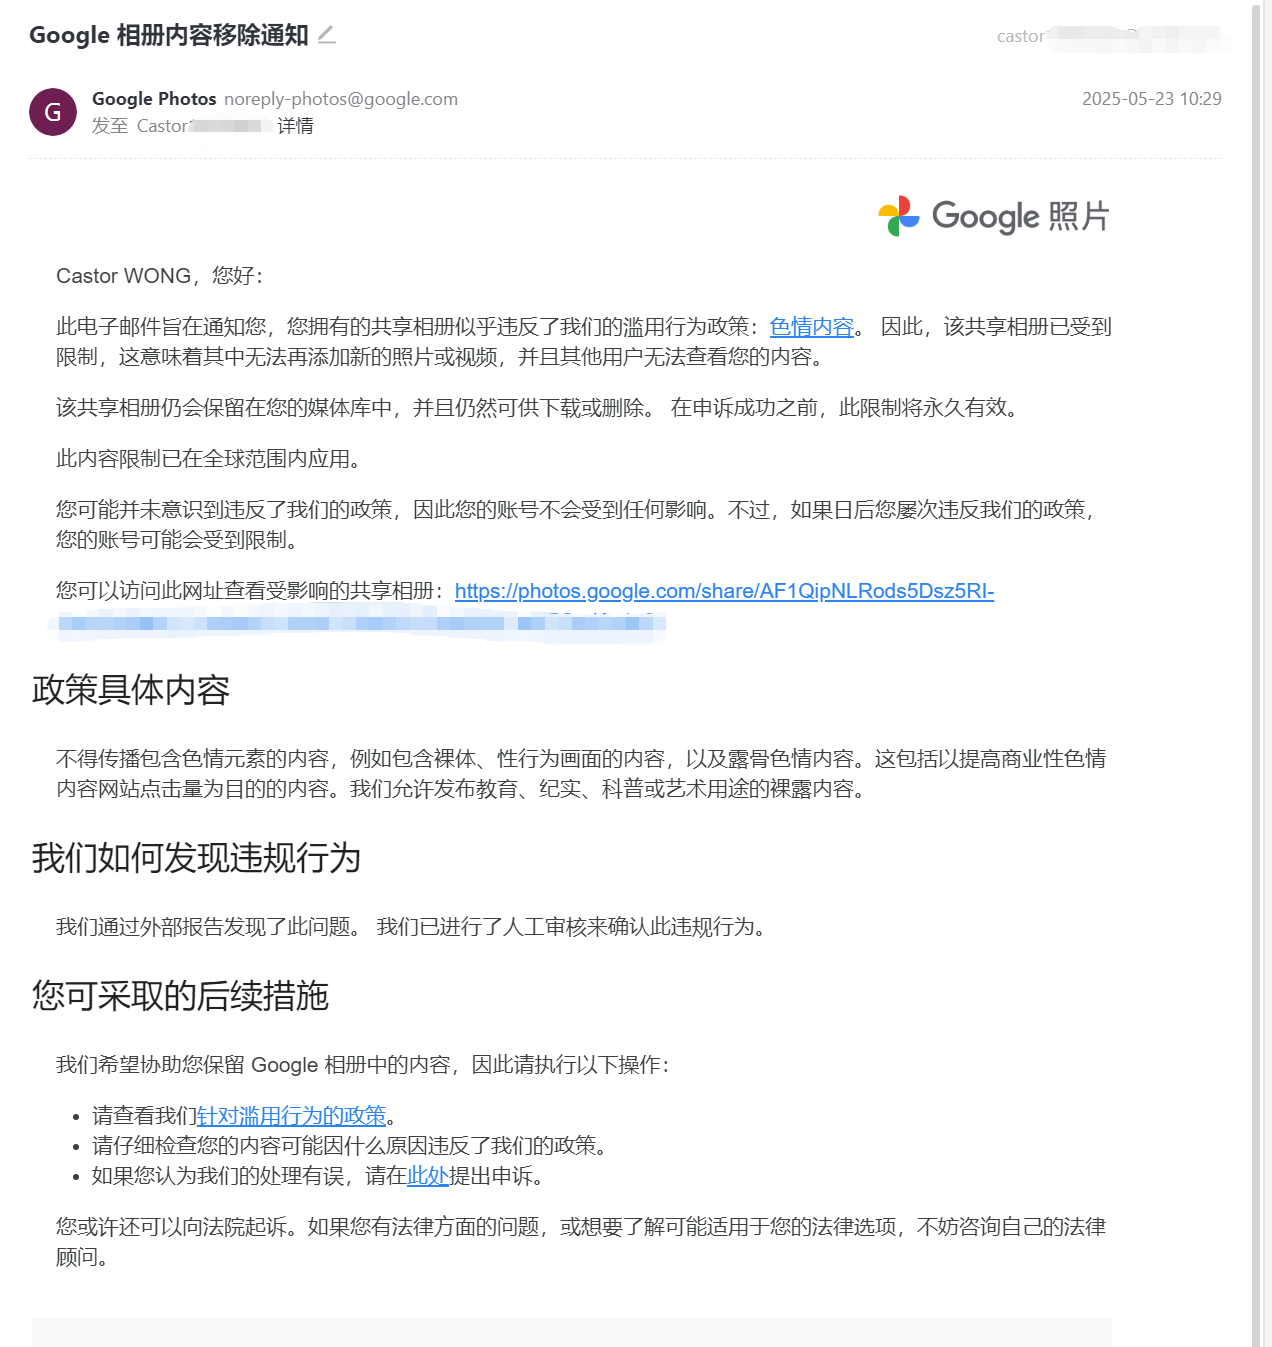 Google 相册内容移除通知
castor
G
Google Photos noreply-photos@google.com
2025-05-23 10:29
发至 Castor 详情
Google 照片
Castor WONG，您好：
此电子邮件旨在通知您，您拥有的共享相册似乎违反了我们的滥用行为政策：色情内容。 因此，该共享相册已受到
限制，这意味着其中无法再添加新的照片或视频，并且其他用户无法查看您的内容。
该共享相册仍会保留在您的媒体库中，并且仍然可供下载或删除。 在申诉成功之前，此限制将永久有效。
此内容限制已在全球范围内应用。
您可能并未意识到违反了我们的政策，因此您的账号不会受到任何影响。不过，如果日后您屡次违反我们的政策，
您的账号可能会受到限制。
您可以访问此网址查看受影响的共享相册：https://photos.google.com/share/AF1QipNLRods5Dsz5RI-
政策具体内容
不得传播包含色情元素的内容，例如包含裸体、性行为画面的内容，以及露骨色情内容。这包括以提高商业性色情
内容网站点击量为目的的内容。我们允许发布教育、纪实、科普或艺术用途的裸露内容。
我们如何发现违规行为
我们通过外部报告发现了此问题。 我们已进行了人工审核来确认此违规行为。
您可采取的后续措施
我们希望协助您保留 Google 相册中的内容，因此请执行以下操作：
• 请查看我们针对滥用行为的政策。
• 请仔细检查您的内容可能因什么原因违反了我们的政策。
• 如果您认为我们的处理有误，请在此处提出申诉。
您或许还可以向法院起诉。如果您有法律方面的问题，或想要了解可能适用于您的法律选项，不妨咨询自己的法律
顾问。